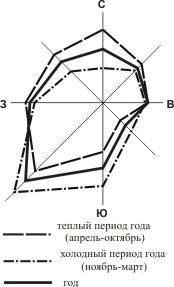 С
З
В
Ю
теплый период года
(апрель-октябрь)
холодный период года
(ноябрь-март)
год